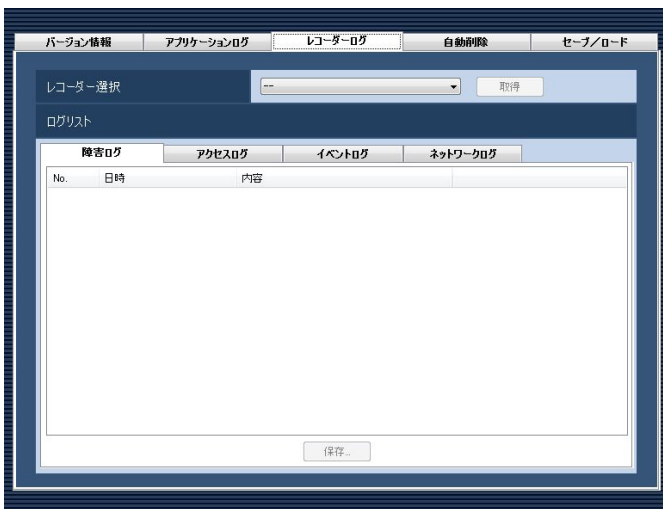 バージョン情報 アプリケーションログ レコーダーログ 自動削除 セーブ／ロード
レコーダー選択 -- 取得
ログリスト
障害ログ アクセスログ イベントログ ネットワークログ
No. 日時 内容
保存...